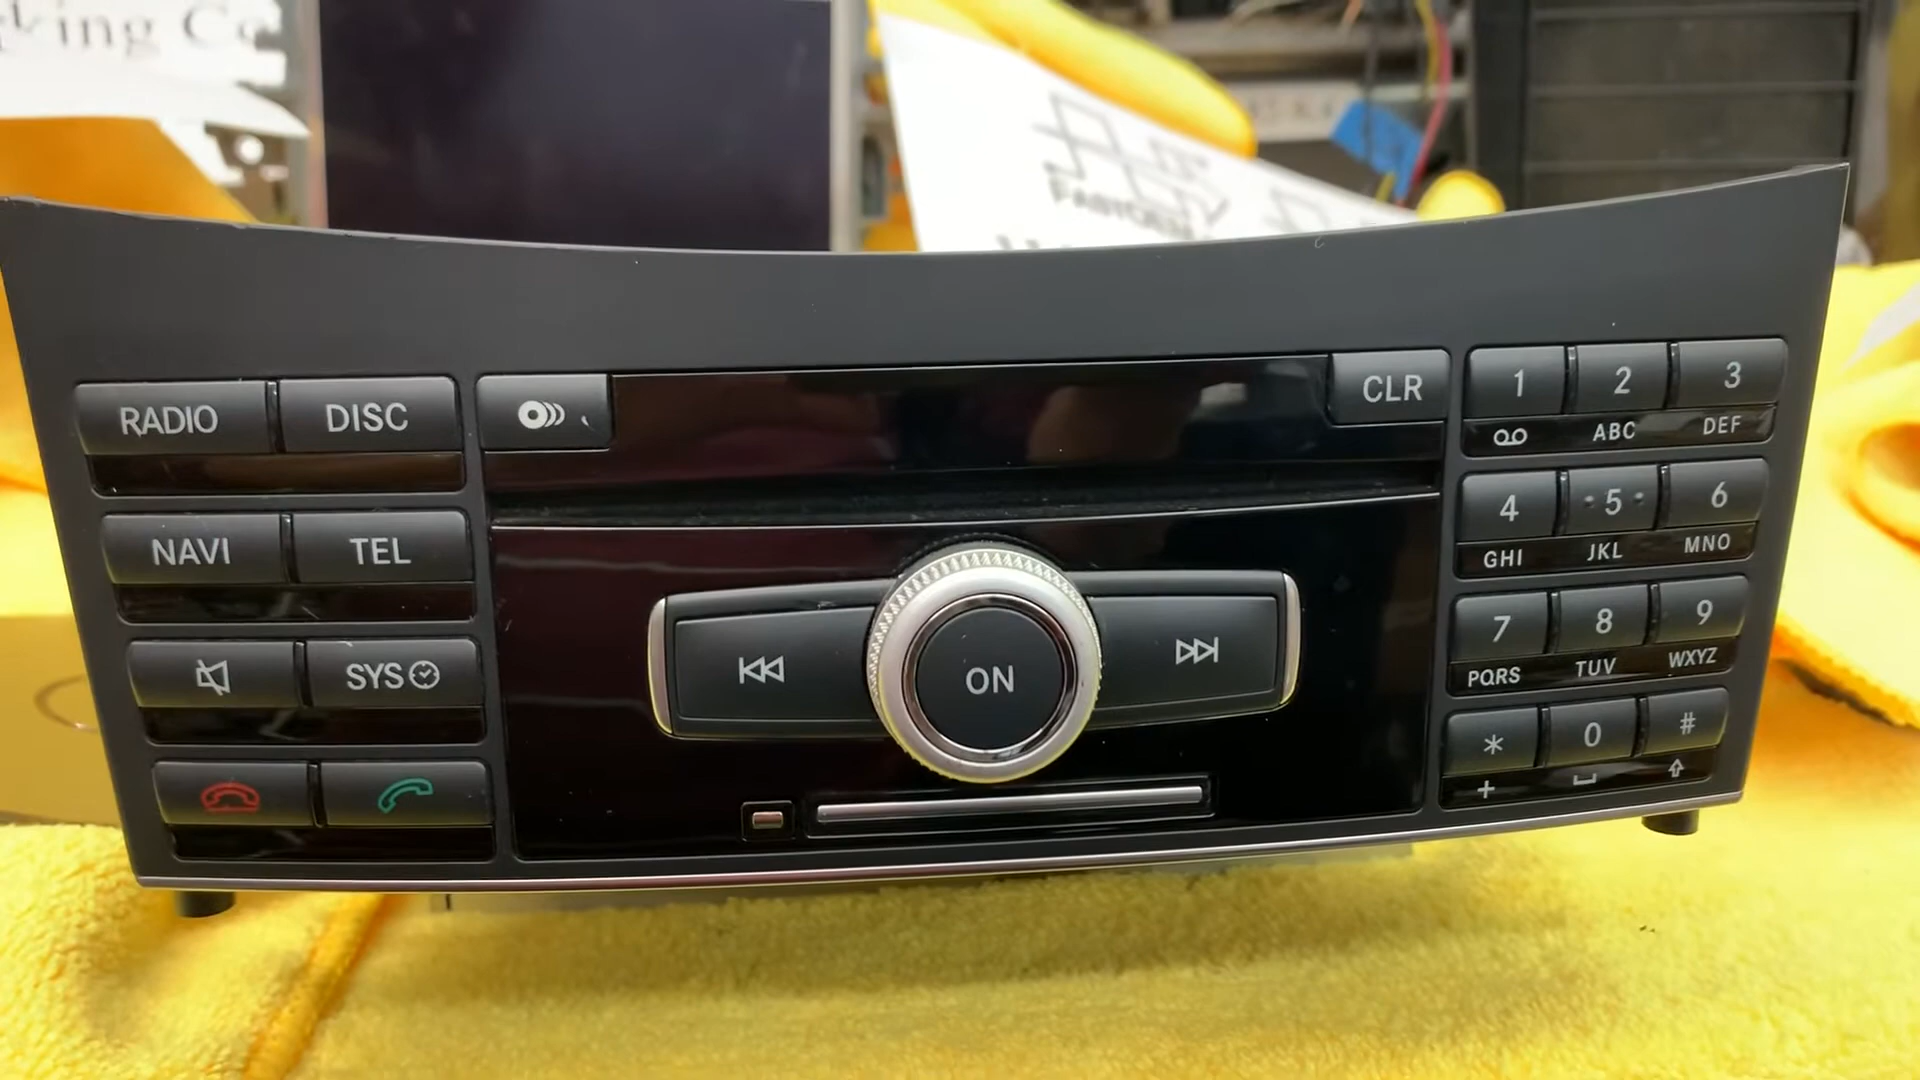 RADIO DISC CLR 1 2 3
ABC DEF
NAVI TEL 4 5 6
GHI JKL MNO
SYS ON 7 8 9
PQRS TUV WXYZ
* 0 #
+